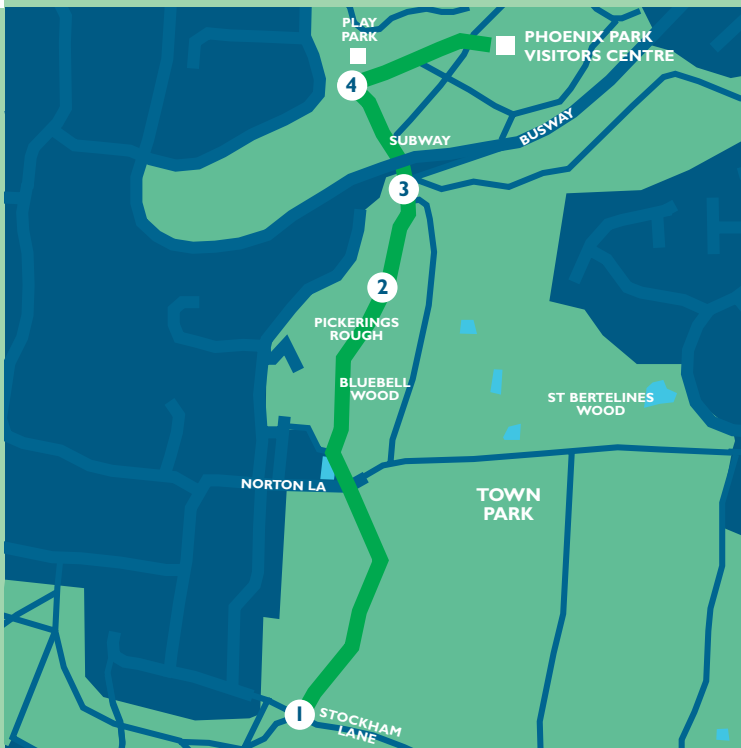 PLAY
PARK
PHOENIX PARK
VISITORS CENTRE
4
SUBWAY
BUSWAY
3
2
PICKERINGS
ROUGH
BLUEBELL
WOOD
ST BERTELINES
WOOD
NORTON LA
TOWN
PARK
1
STOCKHAM
LANE